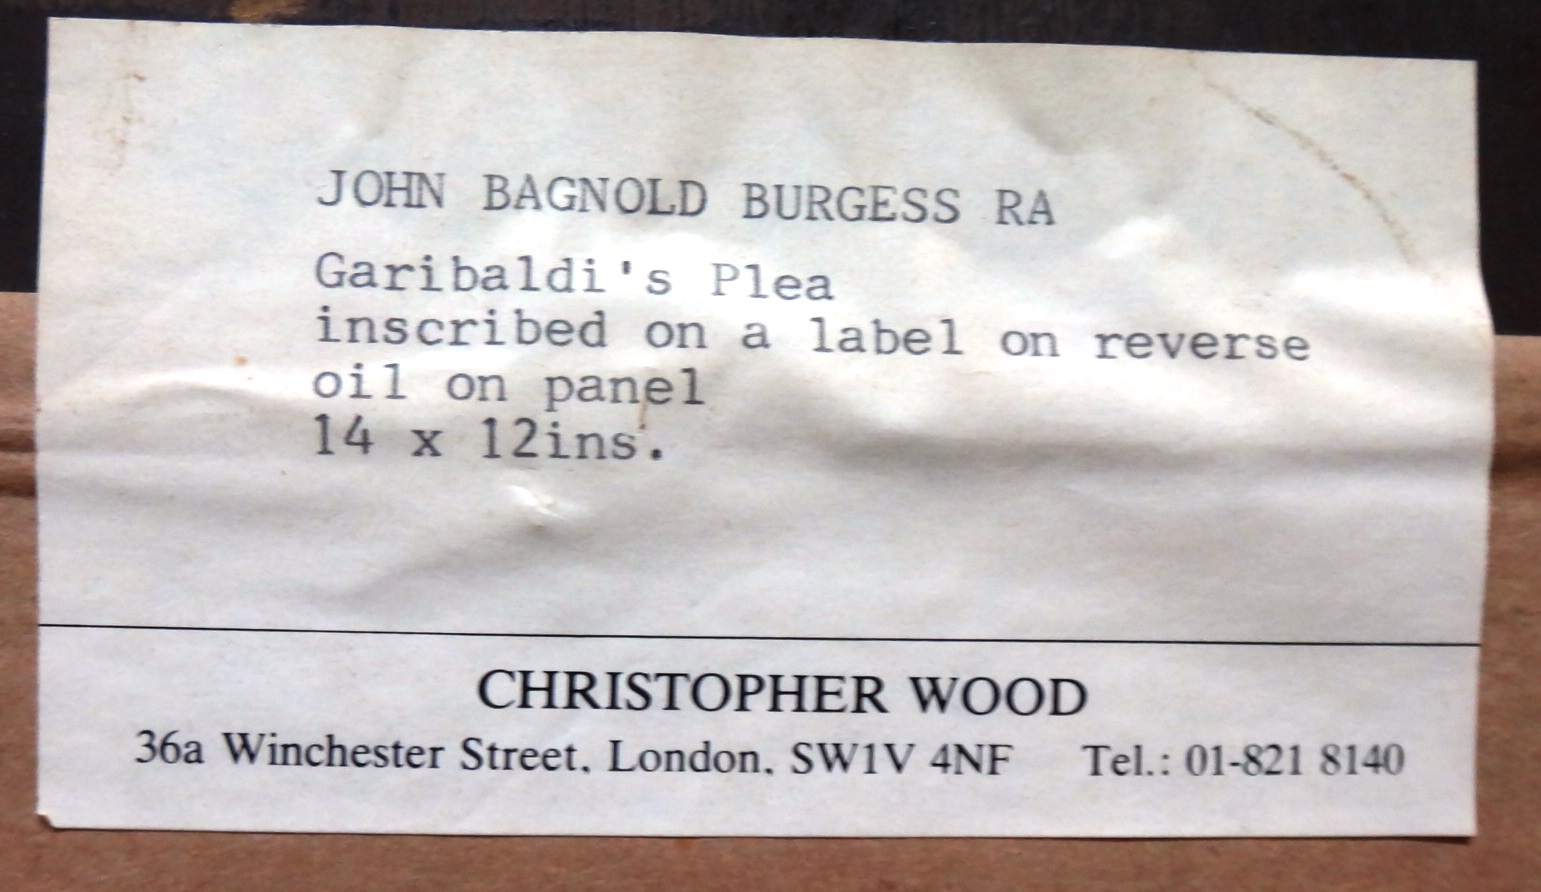 JOHN BAGNOLD BURGESS RA
Garibaldi's Plea
inscribed on a label on reverse
oil on panel
14 x 12ins.
CHRISTOPHER WOOD
36a Winchester Street, London, SW1V 4NF Tel.: 01-821 8140